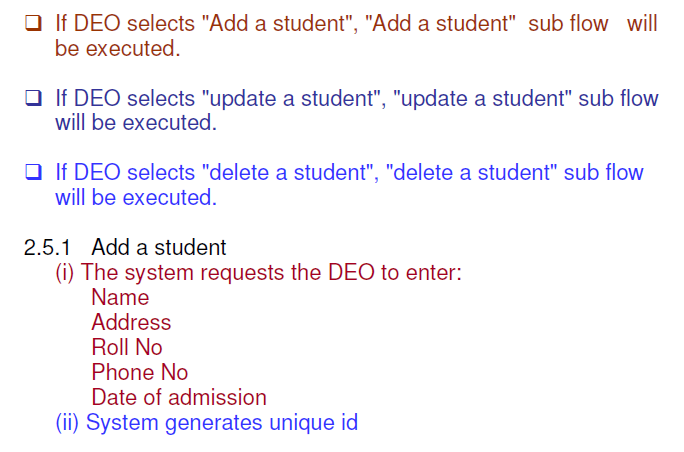 ❑ If DEO selects "Add a student", "Add a student" sub flow will
be executed.
❑ If DEO selects "update a student", "update a student" sub flow
will be executed.
❑ If DEO selects "delete a student", "delete a student" sub flow
will be executed.
2.5.1 Add a student
(i) The system requests the DEO to enter:
Name
Address
Roll No
Phone No
Date of admission
(ii) System generates unique id